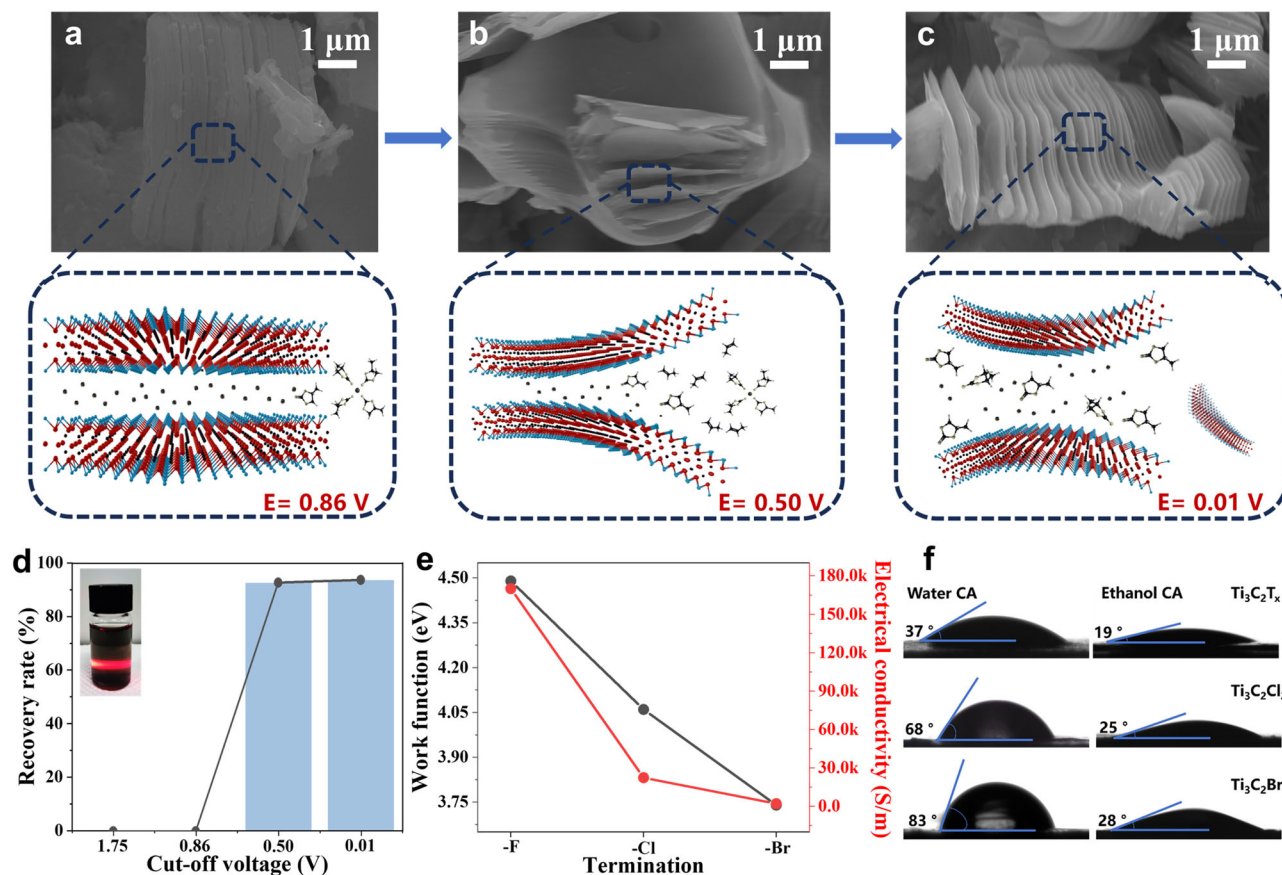 a
1 μm
b
1 μm
c
1 μm
E= 0.86 V
E= 0.50 V
E= 0.01 V
d
Recovery rate (%)
100
80
60
40
20
0
1.75
0.86
0.50
0.01
Cut-off voltage (V)
e
Work function (eV)
4.50
4.35
4.20
4.05
3.90
3.75
-F
-Cl
-Br
Termination
180.0k
150.0k
120.0k
90.0k
60.0k
30.0k
0.0
Electrical conductivity (S/m)
f
Water CA
Ethanol CA
Ti₃C₂Tₓ
37 °
19 °
Ti₃C₂Cl₂
68 °
25 °
Ti₃C₂Br
83 °
28 °